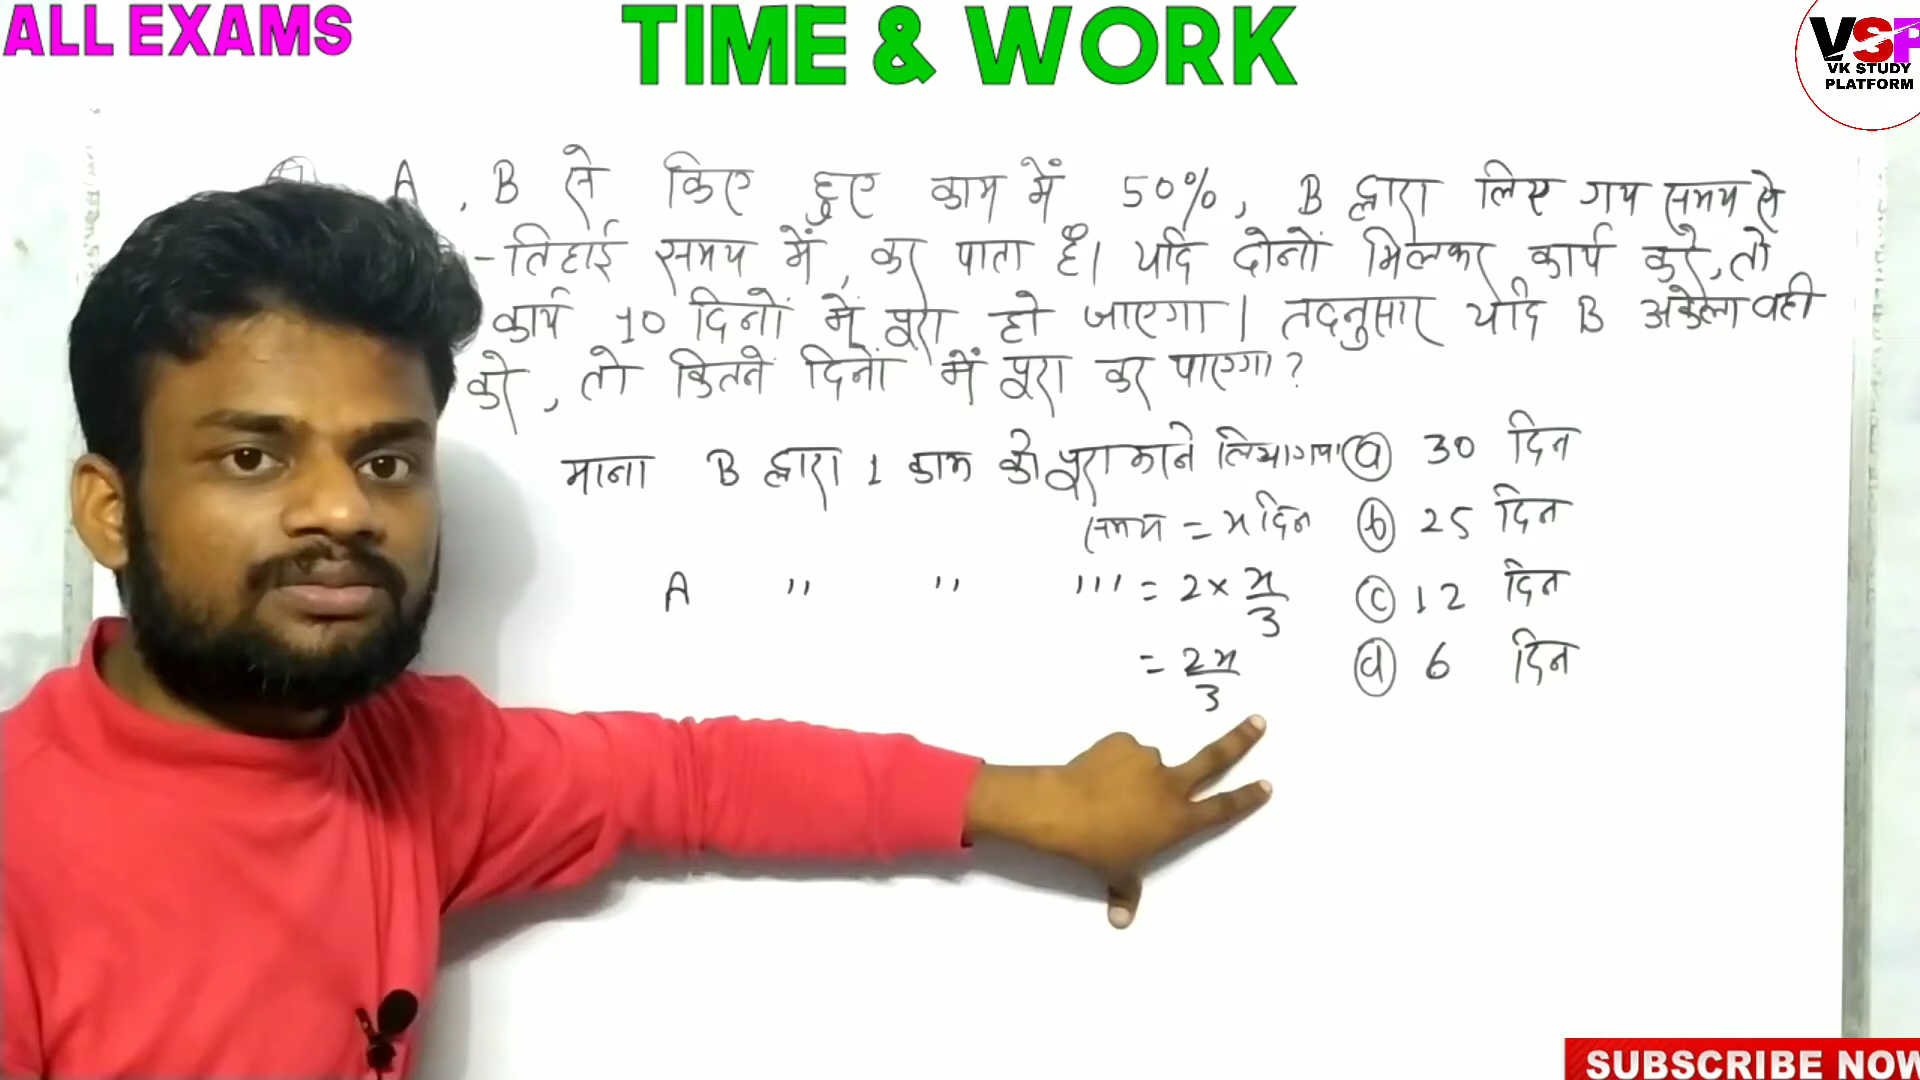 ALL EXAMS
TIME & WORK
VSP
VK STUDY
PLATFORM
A, B से किए हुए काम में 50%, B द्वारा लिए गए समय से
-तिहाई समय में, कर पाता है। यदि दोनों मिलकर कार्य करे, तो
कार्य 10 दिनों में पूरा हो जाएगा। तदनुसार यदि B अकेला वही
करे, तो कितने दिनों में पूरा कर पाएगा?
माना B द्वारा 1 काम को पूरा करने लिया गया
समय = x दिन
A " " ''' = 2 × x/3
= 2x/3
(a) 30 दिन
(b) 25 दिन
(c) 12 दिन
(d) 6 दिन
SUBSCRIBE NOW